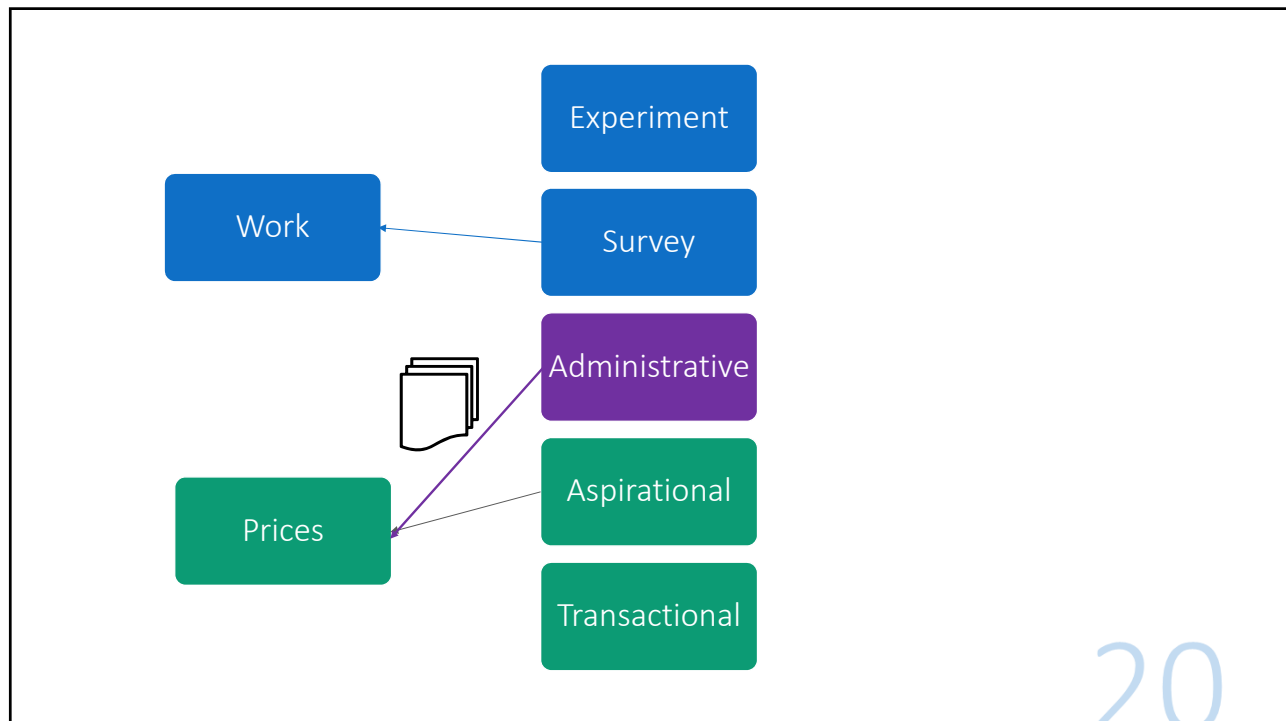 Experiment
Work
Survey
Administrative
Aspirational
Prices
Transactional
20